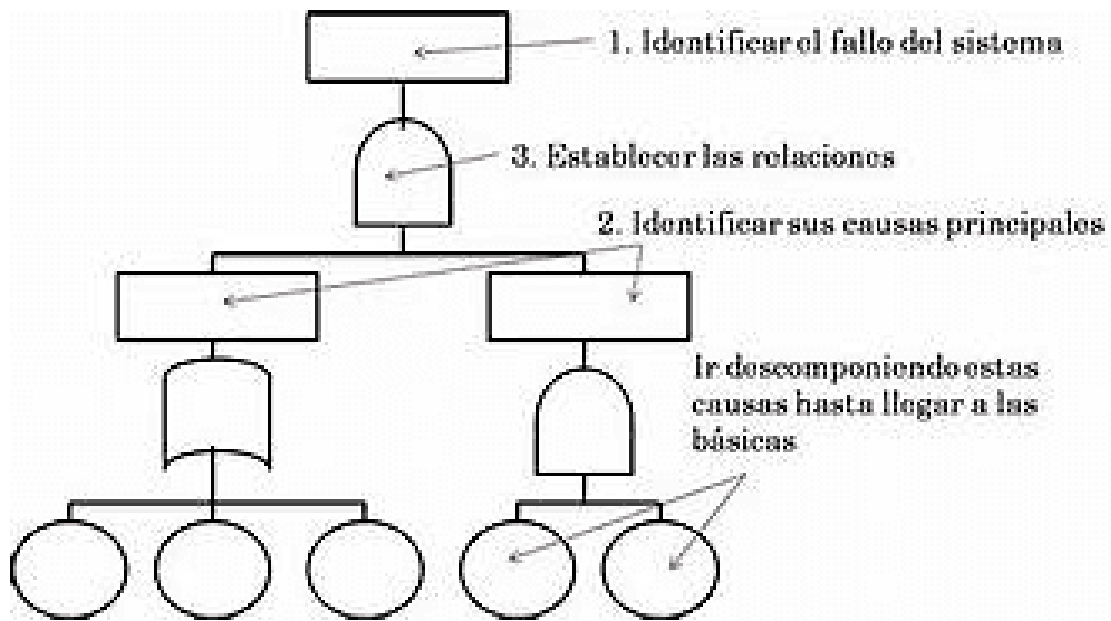 1. Identificar el fallo del sistema
3. Establecer las relaciones
2. Identificar sus causas principales
Ir descomponiendo estas
causas hasta llegar a las
básicas